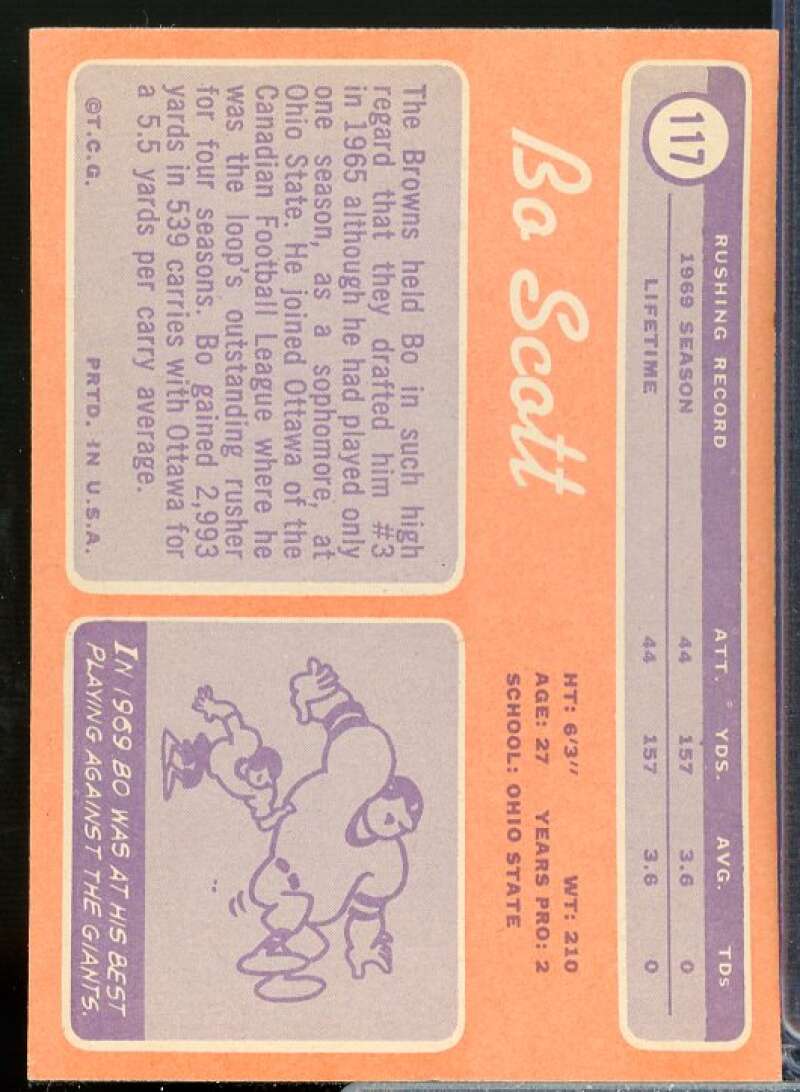 117
RUSHING RECORD ATT. YDS. AVG. TDs
1969 SEASON 44 157 3.6 0
LIFETIME 44 157 3.6 0
Bo Scott
HT: 6'3" WT: 210
AGE: 27 YEARS PRO: 2
SCHOOL: OHIO STATE
The Browns held Bo in such high
regard that they drafted him #3
in 1965 although he had played only
one season, as a sophomore, at
Ohio State. He joined Ottawa of the
Canadian Football League where he
was the loop's outstanding rusher
for four seasons. Bo gained 2,993
yards in 539 carries with Ottawa for
a 5.5 yards per carry average.
©T.C.G. PRTD. IN U.S.A.
IN 1969 BO WAS AT HIS BEST
PLAYING AGAINST THE GIANTS.